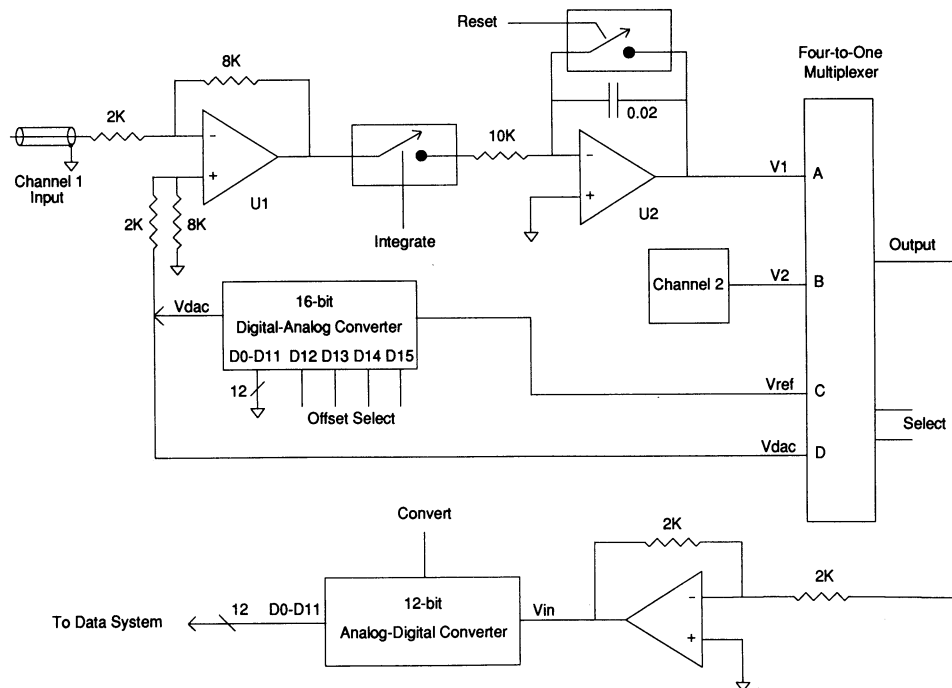 Reset
Four-to-One
Multiplexer
8K
0.02
2K
10K
−
−
+
+
V1
A
Channel 1
Input
U1
U2
2K
8K
Integrate
Output
Channel 2
V2
B
Vdac
16-bit
Digital-Analog Converter
D0-D11 D12 D13 D14 D15
12
Offset Select
Vref
C
Select
Vdac
D
Convert
2K
2K
To Data System
12
D0-D11
12-bit
Analog-Digital Converter
Vin
−
+